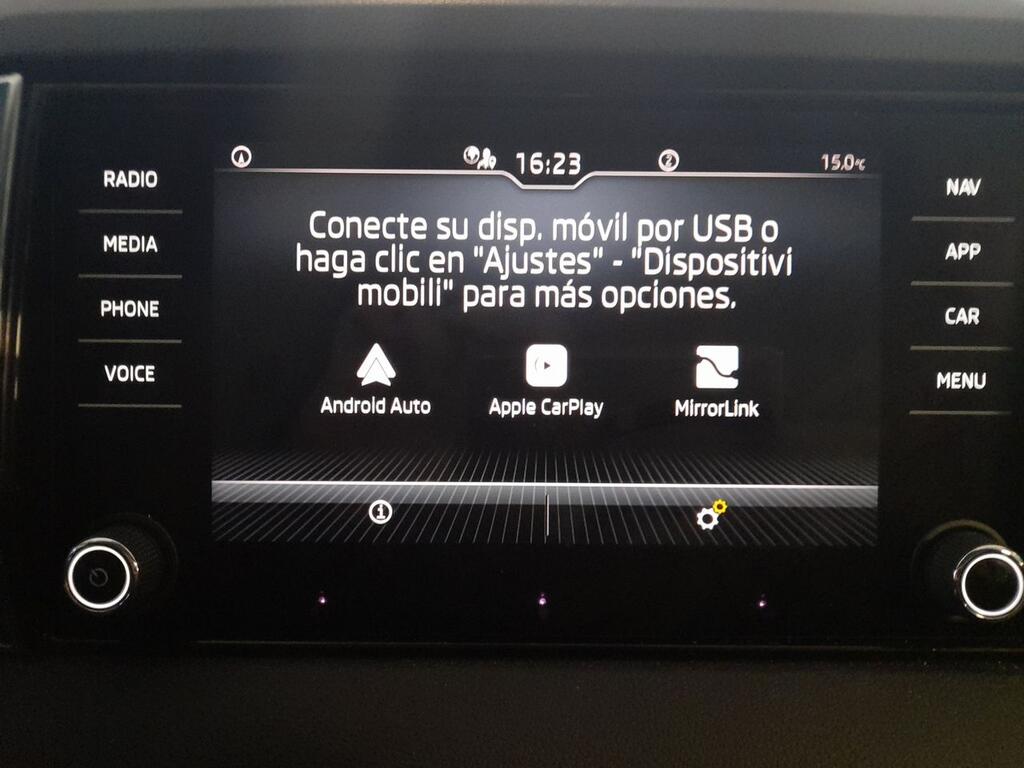 16:23
2
15.0°C
RADIO
MEDIA
PHONE
VOICE
Conecte su disp. móvil por USB o
haga clic en "Ajustes" - "Dispositivi
mobili" para más opciones.
Android Auto
Apple CarPlay
MirrorLink
NAV
APP
CAR
MENU